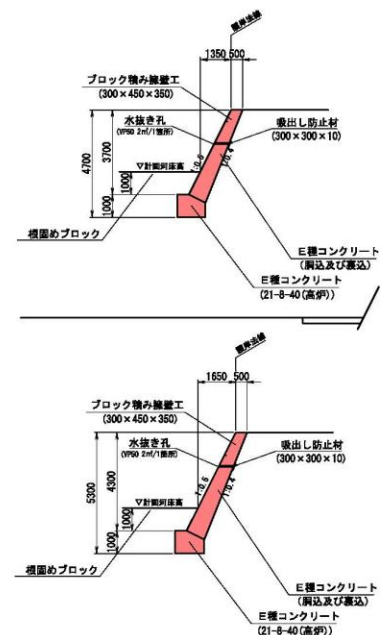 護岸法線
1350 500
ブロック積み擁壁工
(300×450×350)
水抜き孔
(VP50 2㎡/1箇所)
吸出し防止材
(300×300×10)
4700
3700
1:0.5
1:0.4
▽計画河床高
1000
1000
根固めブロック
E種コンクリート
(胴込及び裏込)
E種コンクリート
(21-8-40(高炉))
護岸法線
1650 500
ブロック積み擁壁工
(300×450×350)
水抜き孔
(VP50 2㎡/1箇所)
吸出し防止材
(300×300×10)
5300
4300
1:0.5
1:0.4
▽計画河床高
1000
1000
根固めブロック
E種コンクリート
(胴込及び裏込)
E種コンクリート
(21-8-40(高炉))